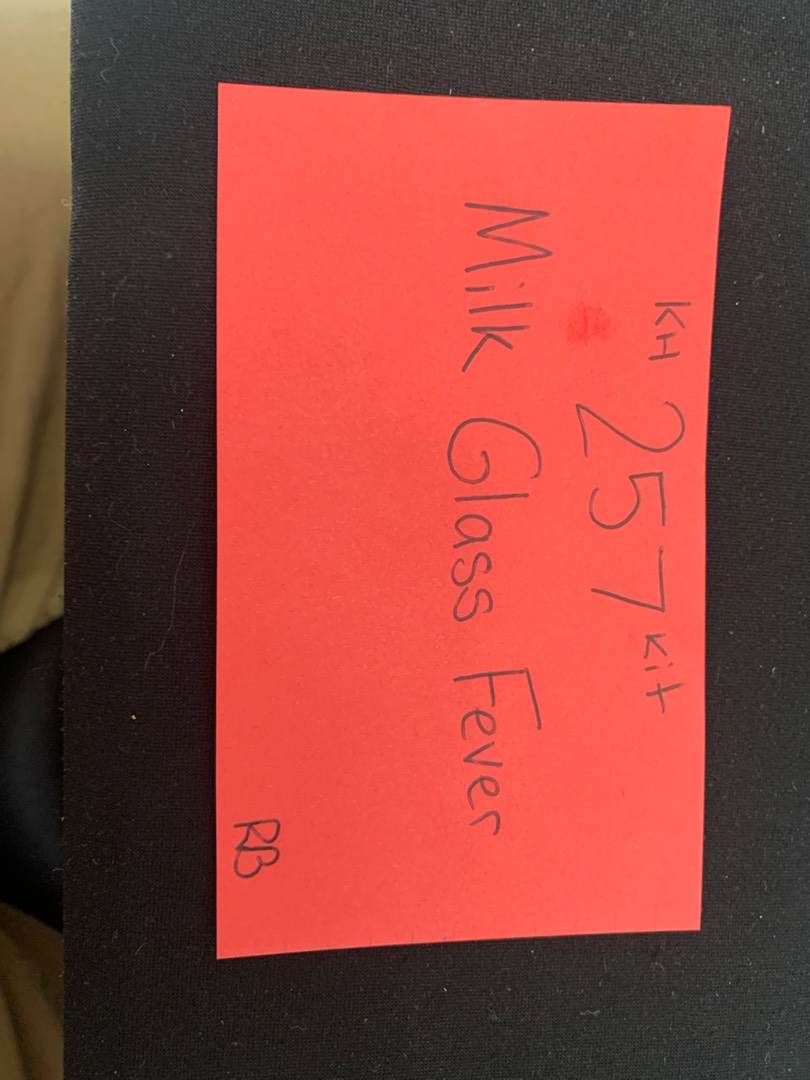 KH 257 Kit
Milk Glass Fever
RB